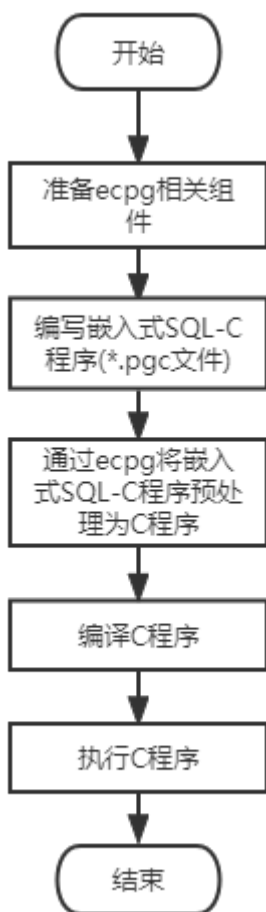 开始
准备ecpg相关组
件
编写嵌入式SQL-C
程序(*.pgc文件)
通过ecpg将嵌入
式SQL-C程序预处
理为C程序
编译C程序
执行C程序
结束